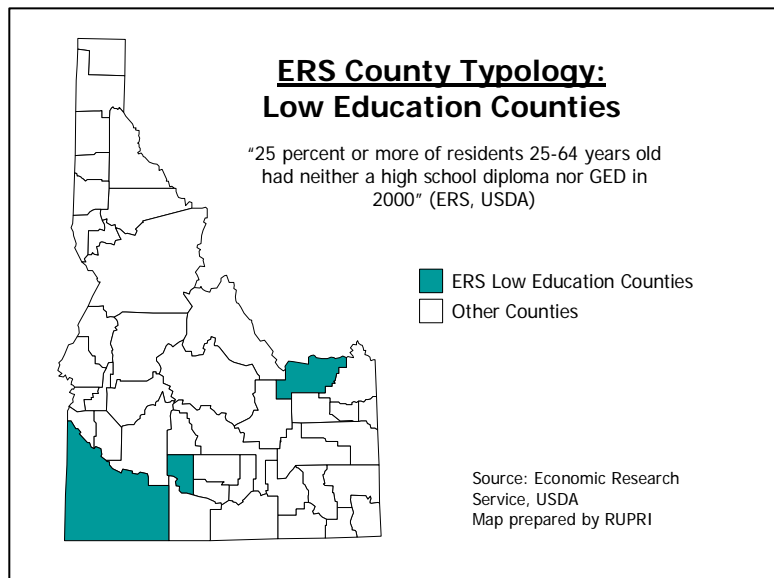 ERS County Typology:
Low Education Counties
"25 percent or more of residents 25-64 years old
had neither a high school diploma nor GED in
2000" (ERS, USDA)
ERS Low Education Counties
Other Counties
Source: Economic Research
Service, USDA
Map prepared by RUPRI